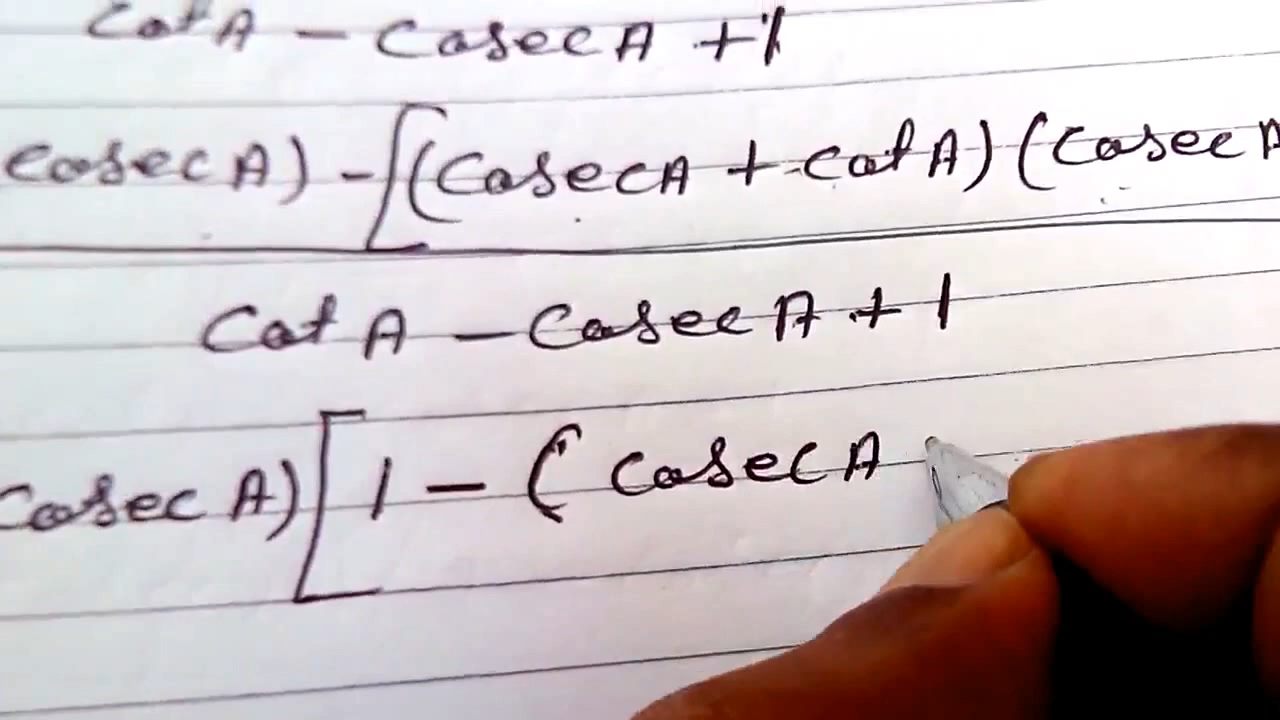 cot A - cosec A + 1
cosec A) - [(cosec A + cot A) (cosec A
cot A - cosec A + 1
cosec A) [1 - (cosec A